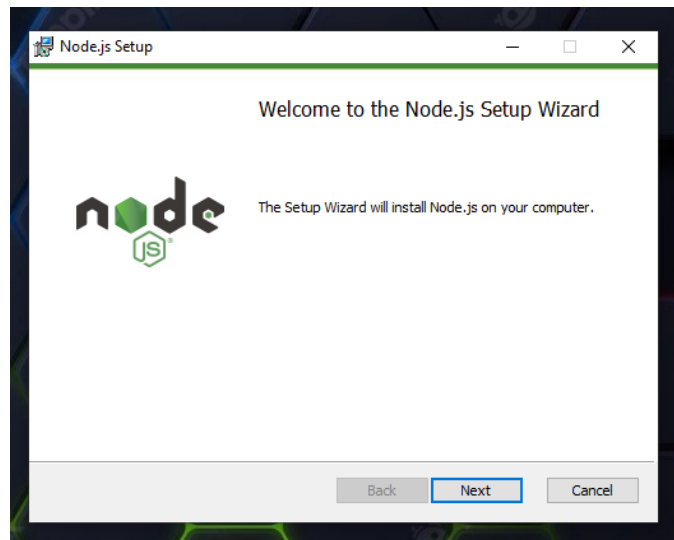 Node.js Setup
Welcome to the Node.js Setup Wizard
node
JS®
The Setup Wizard will install Node.js on your computer.
Back
Next
Cancel